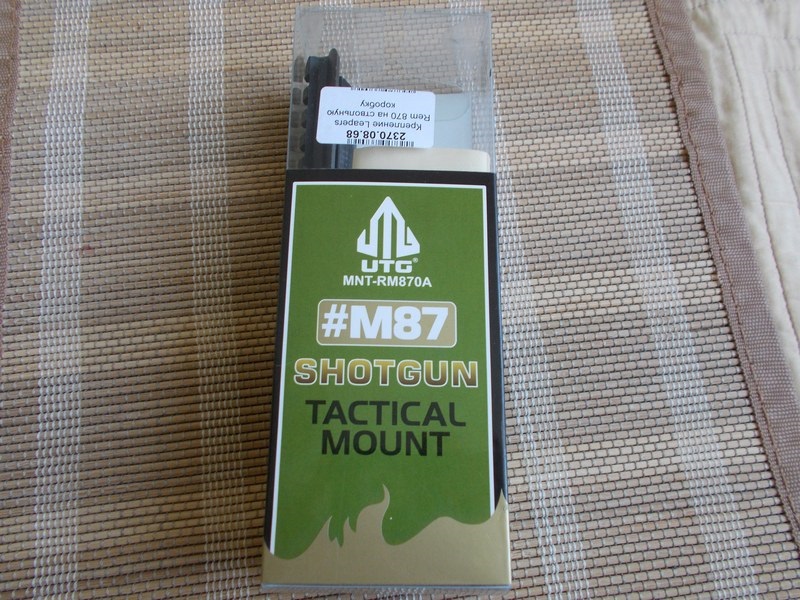 2370.08.68
Крепление Leapers
Rem 870 на ствольную
коробку
UTG®
MNT-RM870A
#M87
SHOTGUN
TACTICAL
MOUNT